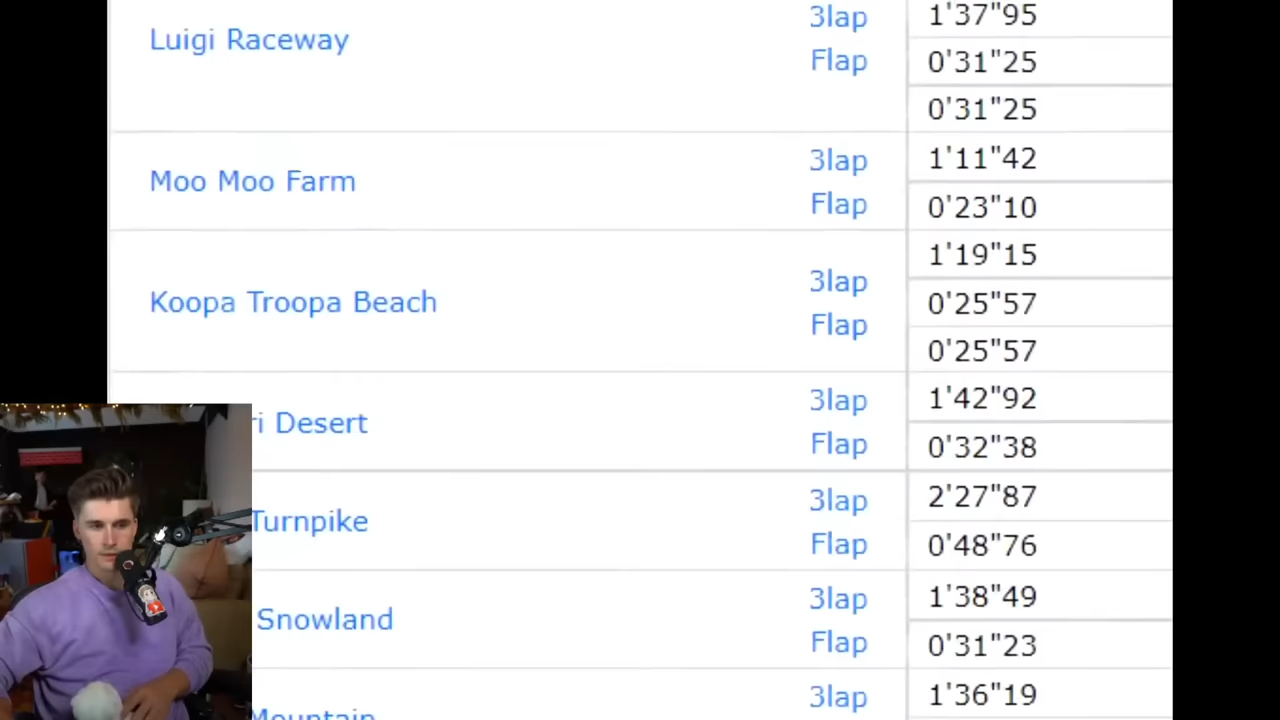 Luigi Raceway 3lap 1'37"95
Flap 0'31"25
0'31"25
Moo Moo Farm 3lap 1'11"42
Flap 0'23"10
Koopa Troopa Beach 3lap 1'19"15
Flap 0'25"57
0'25"57
ri Desert 3lap 1'42"92
Flap 0'32"38
Turnpike 3lap 2'27"87
Flap 0'48"76
Snowland 3lap 1'38"49
Flap 0'31"23
Mountain 3lap 1'36"19